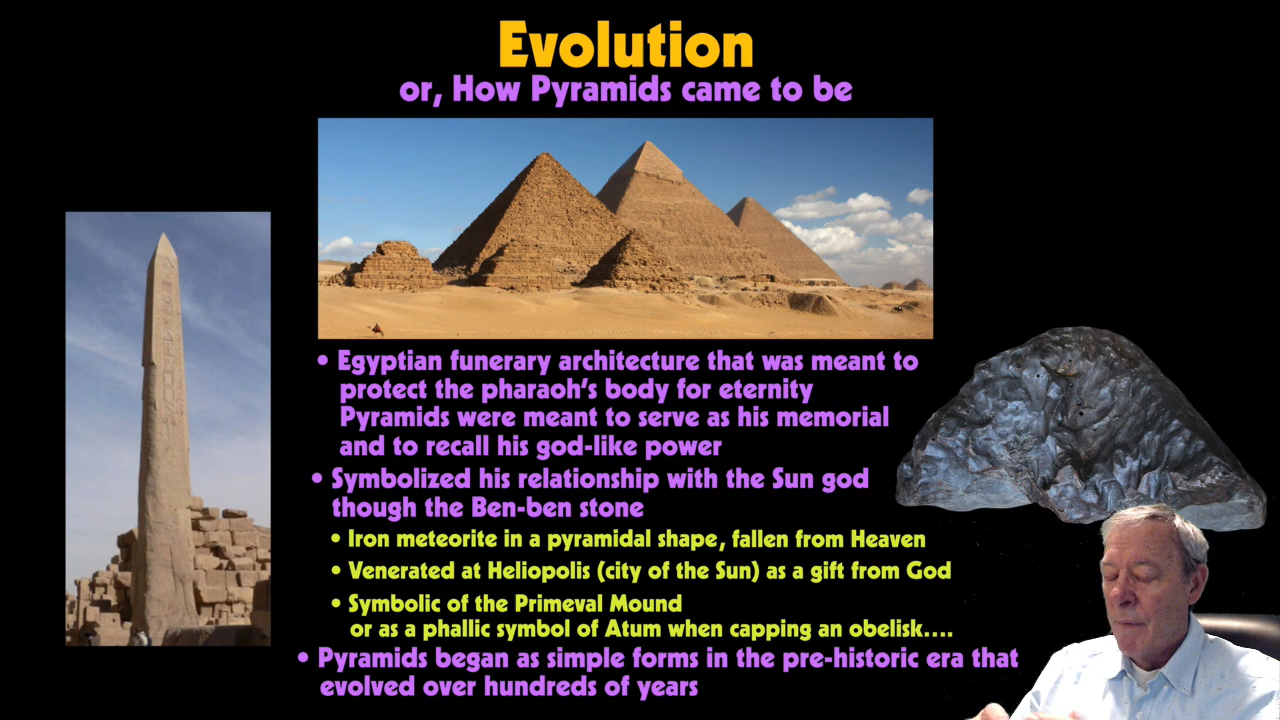 Evolution
or, How Pyramids came to be
• Egyptian funerary architecture that was meant to
protect the pharaoh's body for eternity
Pyramids were meant to serve as his memorial
and to recall his god-like power
• Symbolized his relationship with the Sun god
though the Ben-ben stone
• Iron meteorite in a pyramidal shape, fallen from Heaven
• Venerated at Heliopolis (city of the Sun) as a gift from God
• Symbolic of the Primeval Mound
or as a phallic symbol of Atum when capping an obelisk....
• Pyramids began as simple forms in the pre-historic era that
evolved over hundreds of years